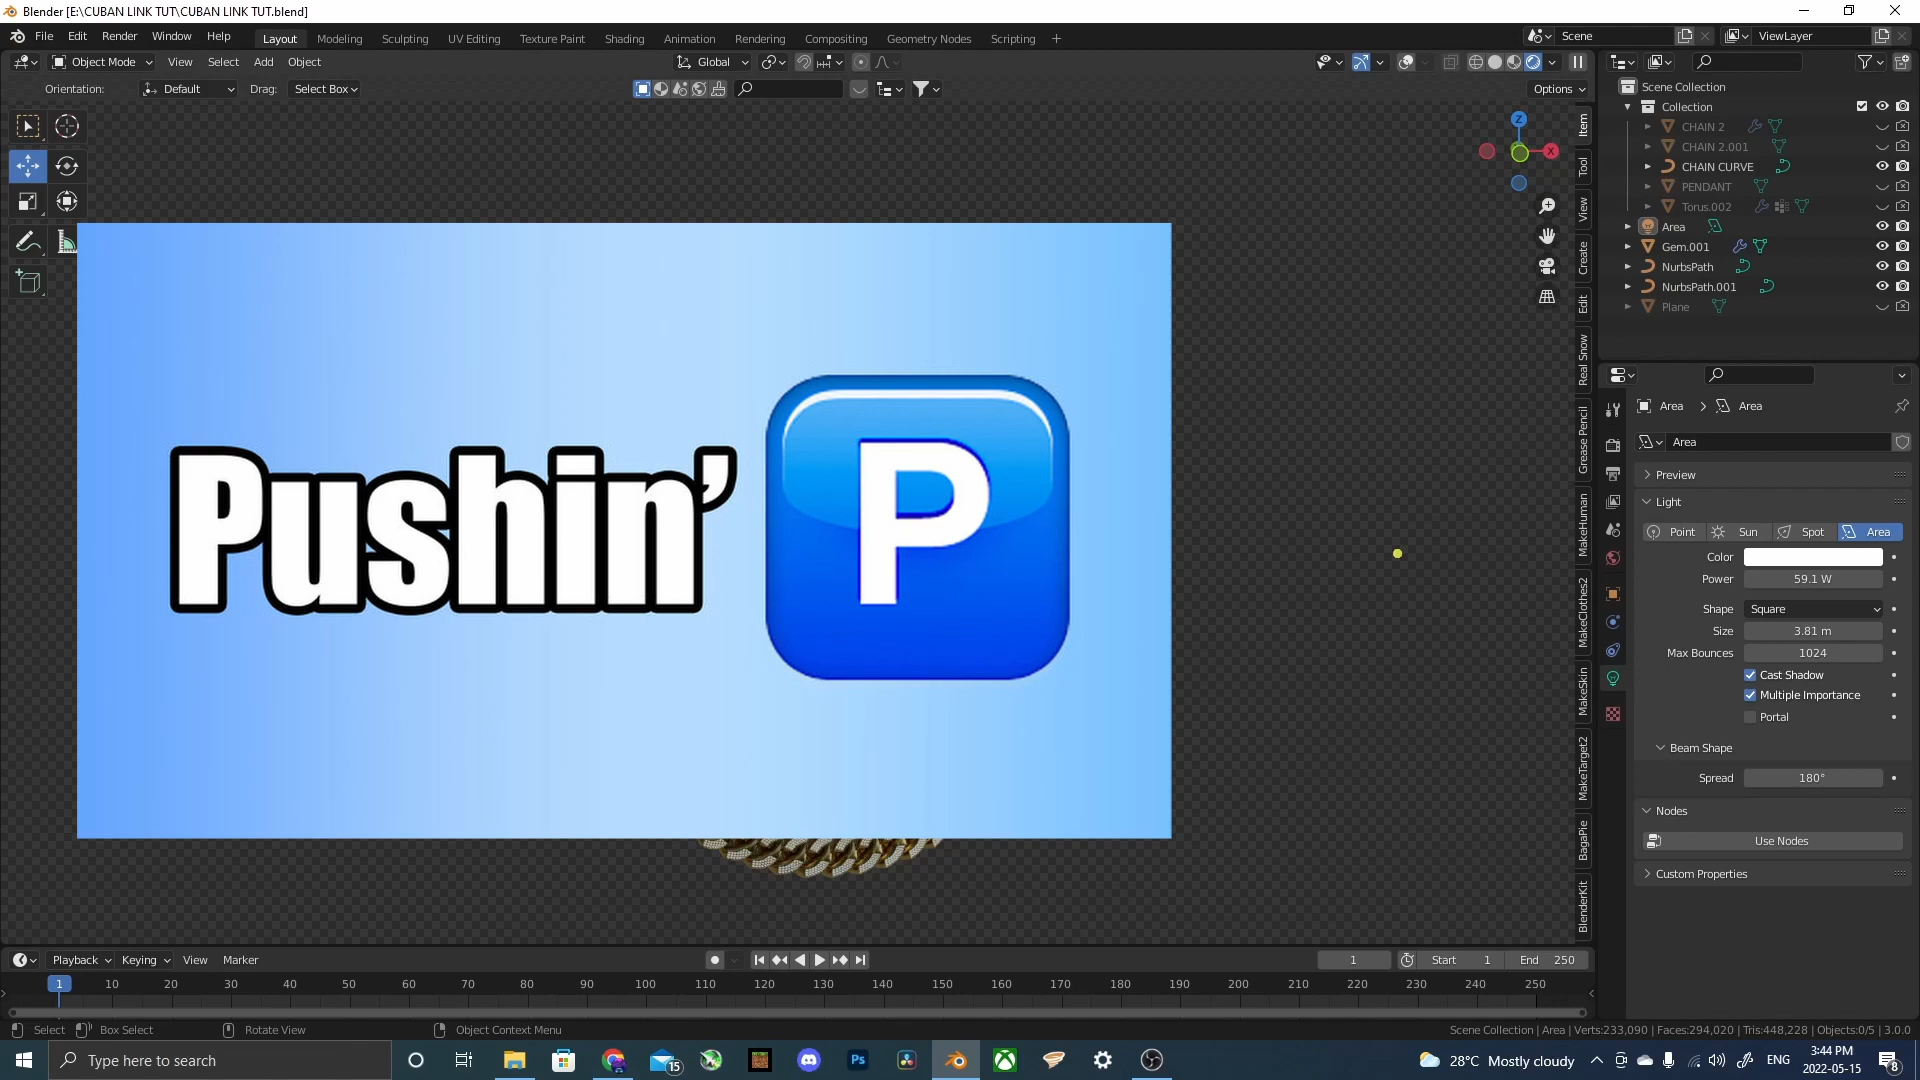 Blender [E:\CUBAN LINK TUT\CUBAN LINK TUT.blend]
File Edit Render Window Help Layout Modeling Sculpting UV Editing Texture Paint Shading Animation Rendering Compositing Geometry Nodes Scripting + Scene ViewLayer
Object Mode View Select Add Object Global
Orientation: Default Drag: Select Box Options
Z
X
Item
Tool
View
Create
Edit
Real Snow
Grease Pencil
MakeHuman
MakeClothes2
MakeSkin
MakeTarget2
BagaPie
BlenderKit
Pushin’ P
Scene Collection
Collection
CHAIN 2
CHAIN 2.001
CHAIN CURVE
PENDANT
Torus.002
Area
Gem.001
NurbsPath
NurbsPath.001
Plane
Area > Area
Area
Preview
Light
Point Sun Spot Area
Color
Power 59.1 W
Shape Square
Size 3.81 m
Max Bounces 1024
Cast Shadow
Multiple Importance
Portal
Beam Shape
Spread 180°
Nodes
Use Nodes
Custom Properties
Playback Keying View Marker 1 Start 1 End 250
1 10 20 30 40 50 60 70 80 90 100 110 120 130 140 150 160 170 180 190 200 210 220 230 240 250
Select Box Select Rotate View Object Context Menu Scene Collection | Area | Verts:233,090 | Faces:294,020 | Tris:448,228 | Objects:0/5 | 3.0.0
Type here to search 15 Ps 28°C Mostly cloudy ENG 3:44 PM
2022-05-15 8